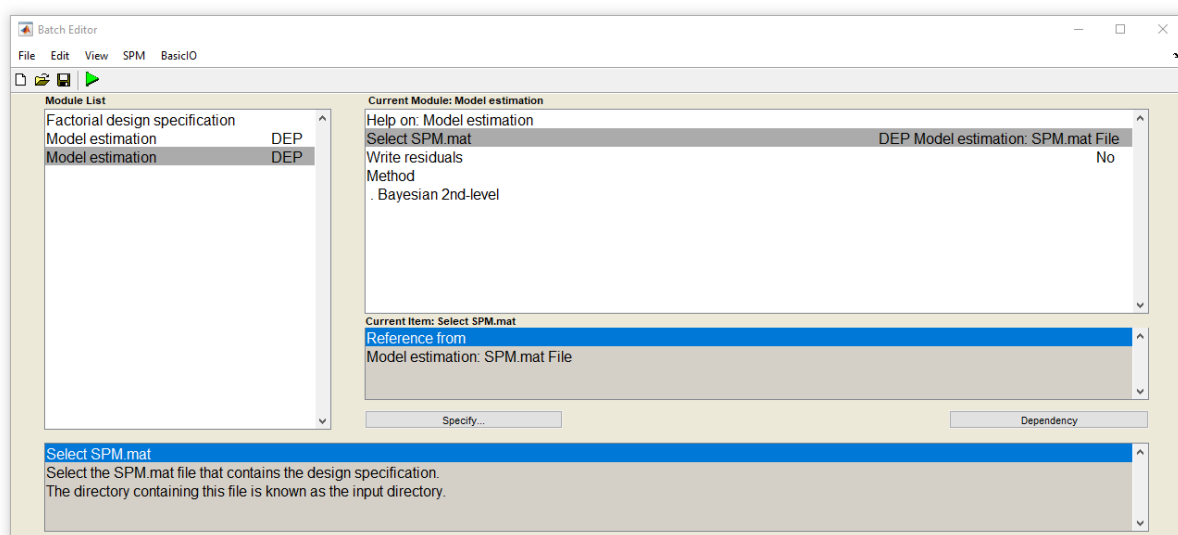 Batch Editor
File Edit View SPM BasicIO
Module List
Factorial design specification
Model estimation DEP
Model estimation DEP
Current Module: Model estimation
Help on: Model estimation
Select SPM.mat DEP Model estimation: SPM.mat File
Write residuals No
Method
. Bayesian 2nd-level
Current Item: Select SPM.mat
Reference from
Model estimation: SPM.mat File
Specify...
Dependency
Select SPM.mat
Select the SPM.mat file that contains the design specification.
The directory containing this file is known as the input directory.